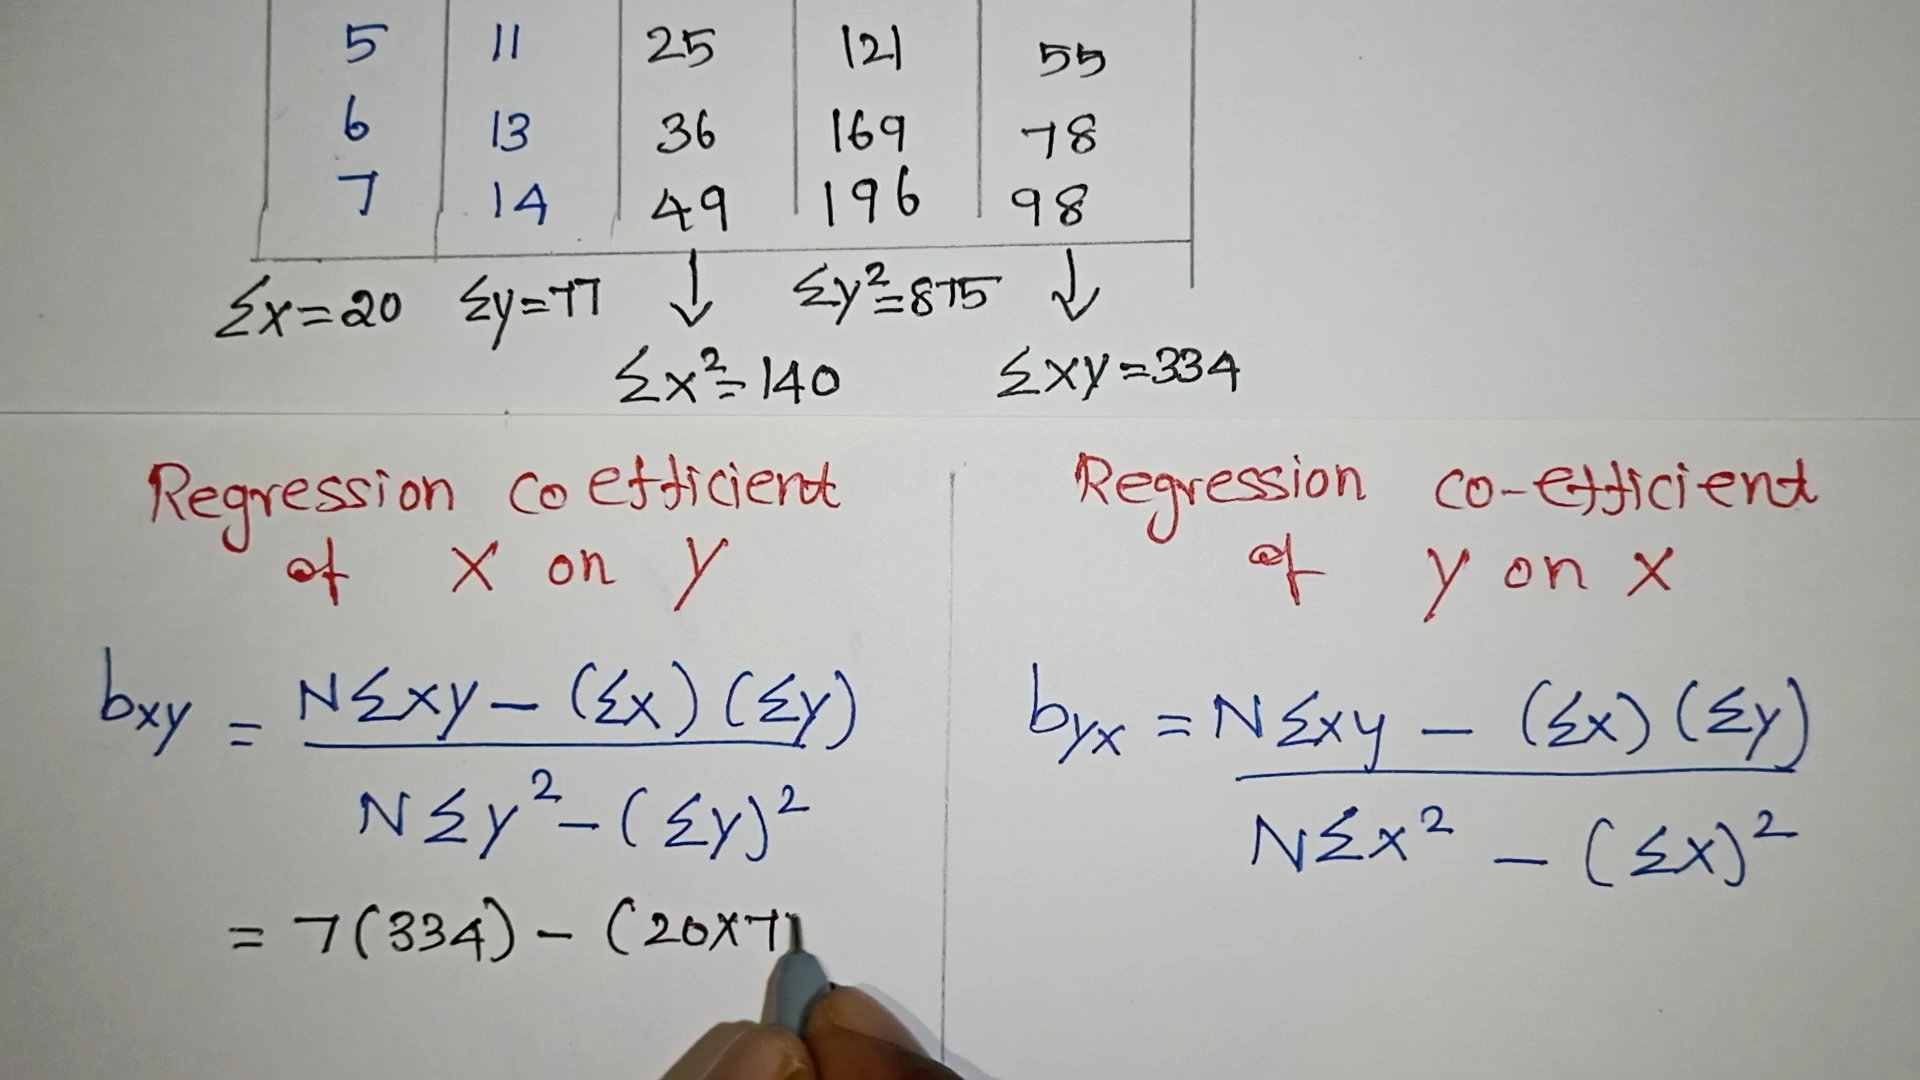 5 11 25 121 55
6 13 36 169 78
7 14 49 196 98
Σx=20 Σy=77 ↓ Σy²=875 ↓
Σx²=140 Σxy=334
Regression coefficient
of X on Y
bxy = NΣxy - (Σx) (Σy)
NΣy² - (Σy)²
= 7(334) - (20x7
Regression co-efficient
of y on x
byx = NΣxy - (Σx) (Σy)
NΣx² - (Σx)²